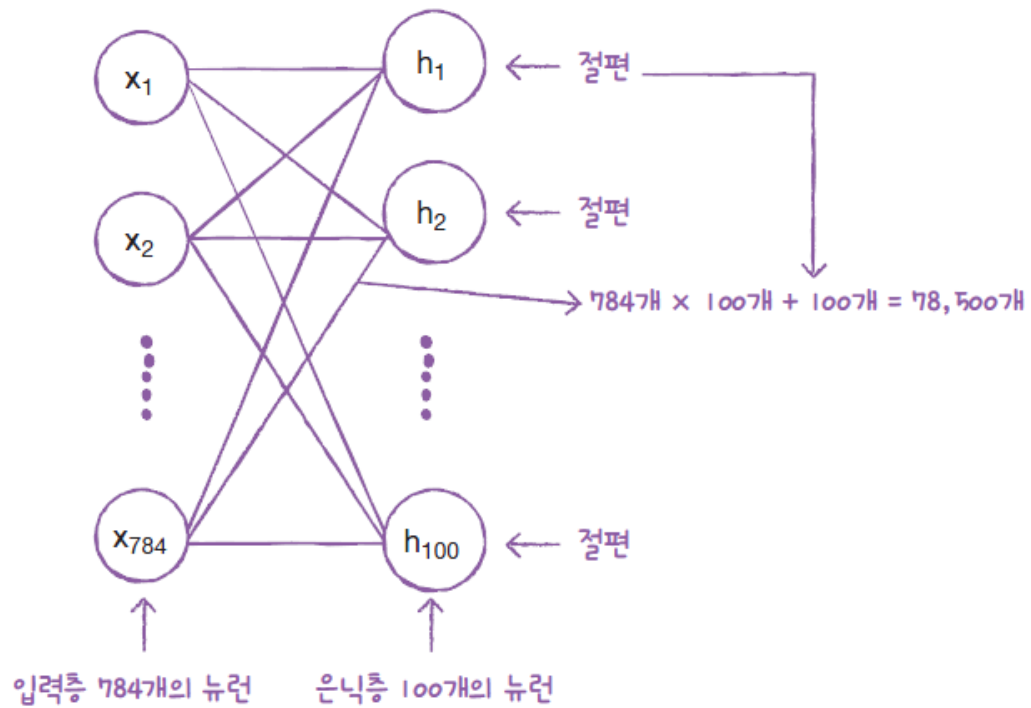 x1
h1
절편
x2
h2
절편
784개 × 100개 + 100개 = 78,500개
x784
h100
절편
입력층 784개의 뉴런
은닉층 100개의 뉴런